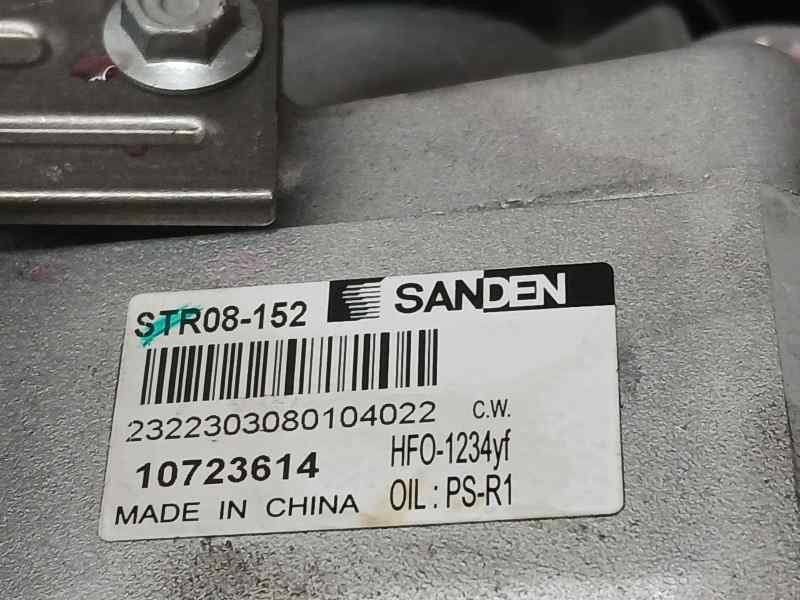 STR08-152 SANDEN
2322303080104022 C.W.
10723614 HFO-1234yf
MADE IN CHINA OIL : PS-R1